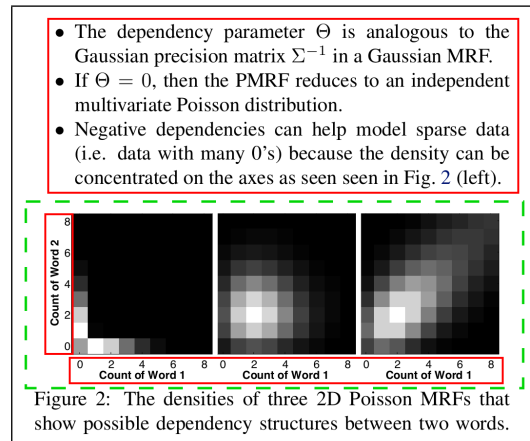 • The dependency parameter Θ is analogous to the
Gaussian precision matrix Σ⁻¹ in a Gaussian MRF.
• If Θ = 0, then the PMRF reduces to an independent
multivariate Poisson distribution.
• Negative dependencies can help model sparse data
(i.e. data with many 0's) because the density can be
concentrated on the axes as seen seen in Fig. 2 (left).
Count of Word 2
8
6
4
2
0
0 2 4 6 8 0 2 4 6 8 0 2 4 6 8
Count of Word 1 Count of Word 1 Count of Word 1
Figure 2: The densities of three 2D Poisson MRFs that
show possible dependency structures between two words.